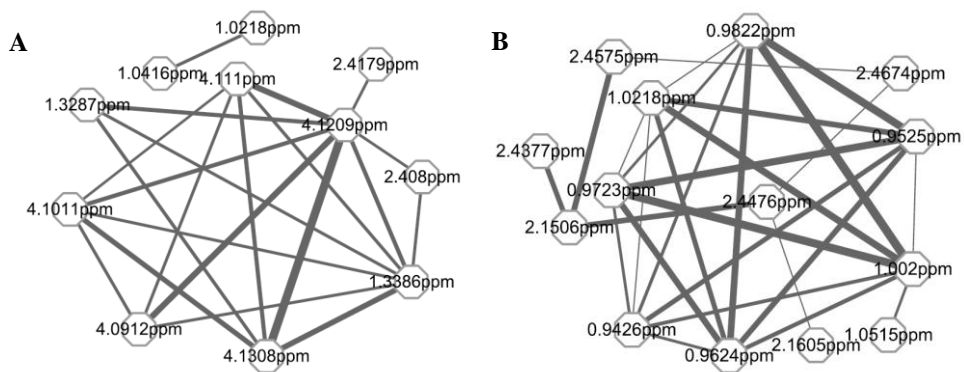 A
1.0218ppm
1.0416ppm
4.111ppm
2.4179ppm
1.3287ppm
4.1209ppm
2.408ppm
4.1011ppm
1.3386ppm
4.0912ppm
4.1308ppm
B
0.9822ppm
2.4575ppm
2.4674ppm
1.0218ppm
0.9525ppm
2.4377ppm
0.9723ppm
2.4476ppm
2.1506ppm
1.002ppm
0.9426ppm
1.0515ppm
2.1605ppm
0.9624ppm